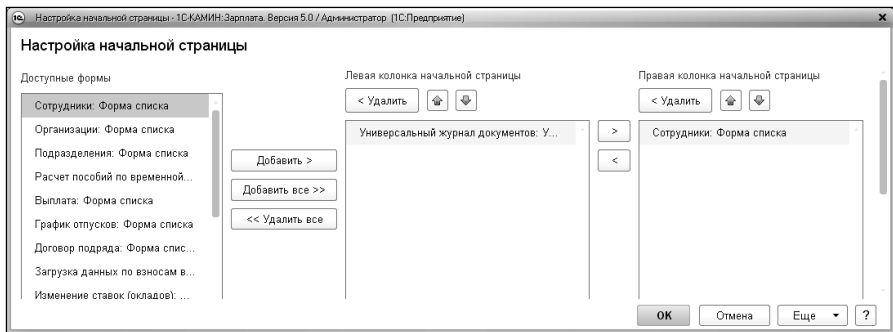 Настройка начальной страницы - 1С-КАМИН:Зарплата. Версия 5.0 / Администратор (1С:Предприятие)
Настройка начальной страницы
Доступные формы
Левая колонка начальной страницы
Правая колонка начальной страницы
< Удалить
< Удалить
Сотрудники: Форма списка
Организации: Форма списка
Подразделения: Форма списка
Расчет пособий по временной...
Выплата: Форма списка
График отпусков: Форма списка
Договор подряда: Форма спис...
Загрузка данных по взносам в...
Изменение ставок (окладов): ...
Добавить >
Добавить все >>
<< Удалить все
Универсальный журнал документов: У...
>
<
Сотрудники: Форма списка
ОК
Отмена
Еще
?